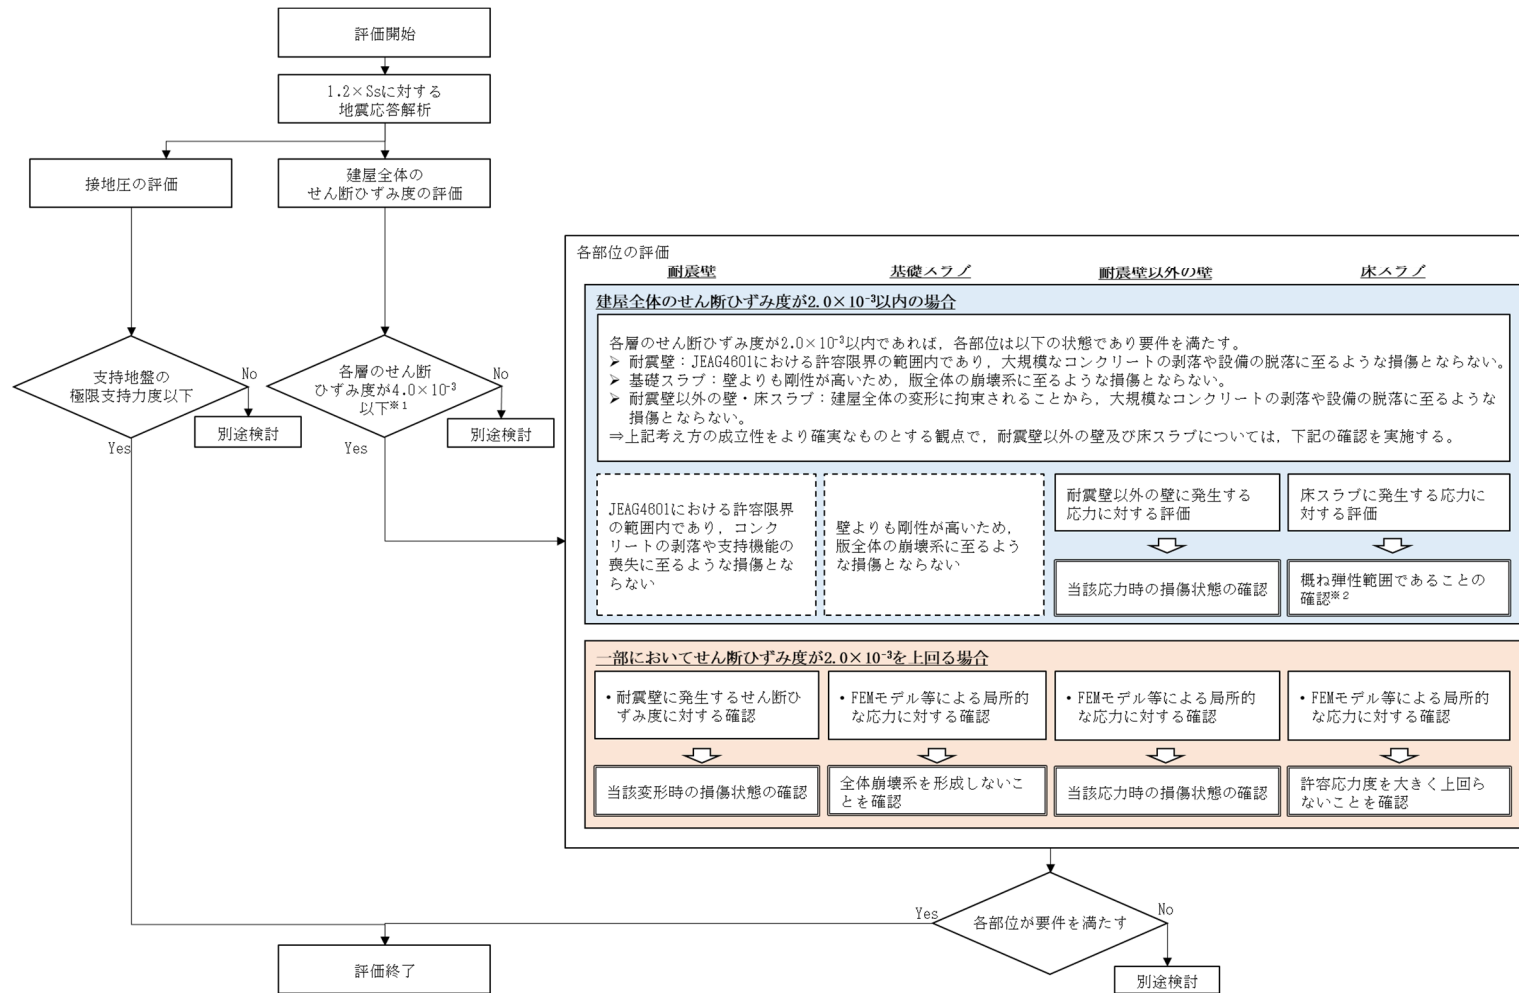 評価開始
1.2×Ssに対する
地震応答解析
接地圧の評価
建屋全体の
せん断ひずみ度の評価
支持地盤の
極限支持力度以下
No
別途検討
Yes
各層のせん断
ひずみ度が4.0×10⁻³
以下※1
No
別途検討
Yes
各部位の評価
耐震壁
基礎スラブ
耐震壁以外の壁
床スラブ
建屋全体のせん断ひずみ度が2.0×10⁻³以内の場合
各層のせん断ひずみ度が2.0×10⁻³以内であれば，各部位は以下の状態であり要件を満たす。
➢ 耐震壁：JEAG4601における許容限界の範囲内であり，大規模なコンクリートの剥落や設備の脱落に至るような損傷とならない。
➢ 基礎スラブ：壁よりも剛性が高いため，版全体の崩壊系に至るような損傷とならない。
➢ 耐震壁以外の壁・床スラブ：建屋全体の変形に拘束されることから，大規模なコンクリートの剥落や設備の脱落に至るような
損傷とならない。
⇒上記考え方の成立性をより確実なものとする観点で，耐震壁以外の壁及び床スラブについては，下記の確認を実施する。
JEAG4601における許容限界
の範囲内であり，コンク
リートの剥落や支持機能の
喪失に至るような損傷とな
らない
壁よりも剛性が高いため，
版全体の崩壊系に至るよう
な損傷とならない
耐震壁以外の壁に発生する
応力に対する評価
当該応力時の損傷状態の確認
床スラブに発生する応力に
対する評価
概ね弾性範囲であることの
確認※2
一部においてせん断ひずみ度が2.0×10⁻³を上回る場合
・耐震壁に発生するせん断ひ
ずみ度に対する確認
当該変形時の損傷状態の確認
・FEMモデル等による局所的
な応力に対する確認
全体崩壊系を形成しないこ
とを確認
・FEMモデル等による局所的
な応力に対する確認
当該応力時の損傷状態の確認
・FEMモデル等による局所的
な応力に対する確認
許容応力度を大きく上回ら
ないことを確認
各部位が要件を満たす
Yes
No
別途検討
評価終了